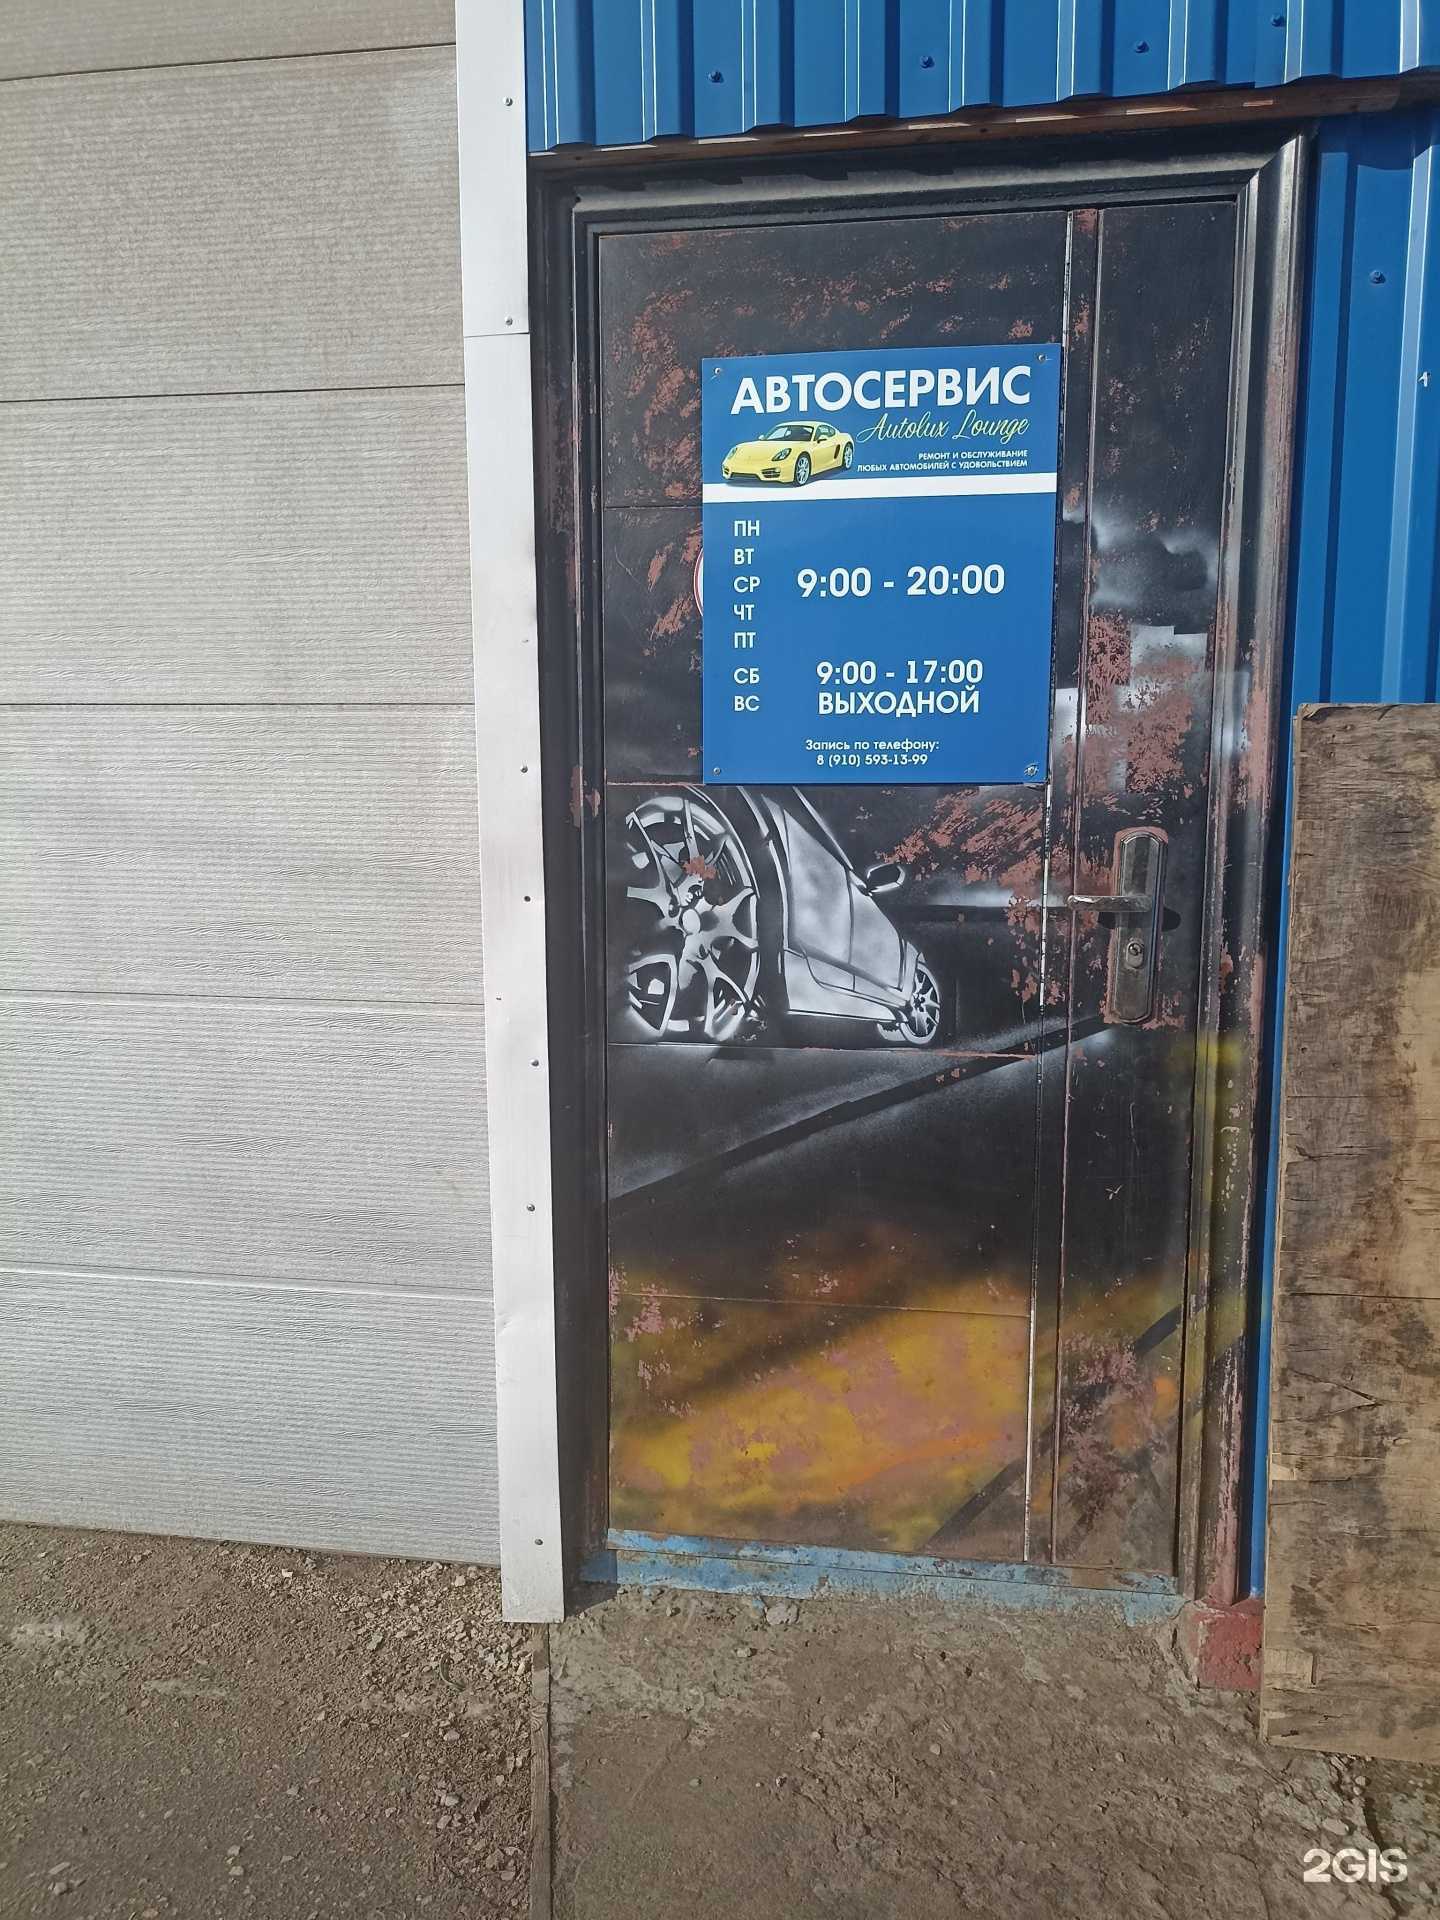 АВТОСЕРВИС
Autolux Lounge
РЕМОНТ И ОБСЛУЖИВАНИЕ
ЛЮБЫХ АВТОМОБИЛЕЙ С УДОВОЛЬСТВИЕМ
ПН
ВТ
СР 9:00 - 20:00
ЧТ
ПТ
СБ 9:00 - 17:00
ВС ВЫХОДНОЙ
Запись по телефону:
8 (910) 593-13-99
2GIS